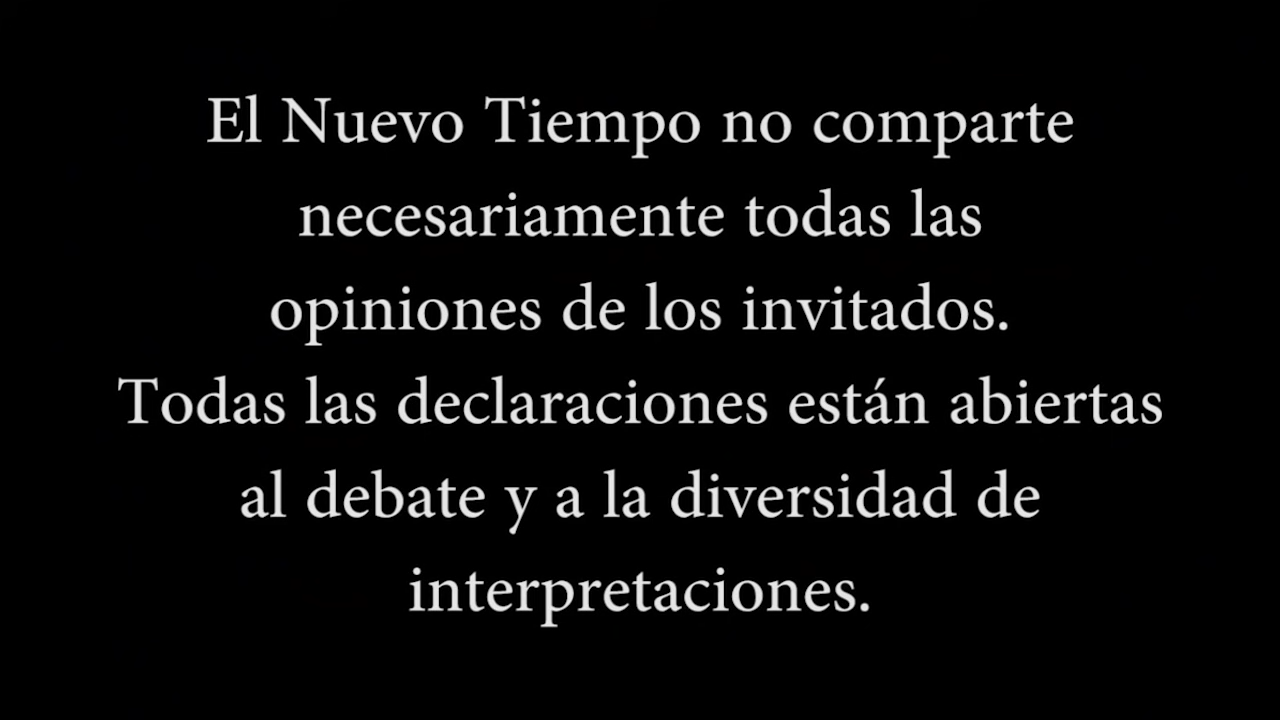 El Nuevo Tiempo no comparte
necesariamente todas las
opiniones de los invitados.
Todas las declaraciones están abiertas
al debate y a la diversidad de
interpretaciones.